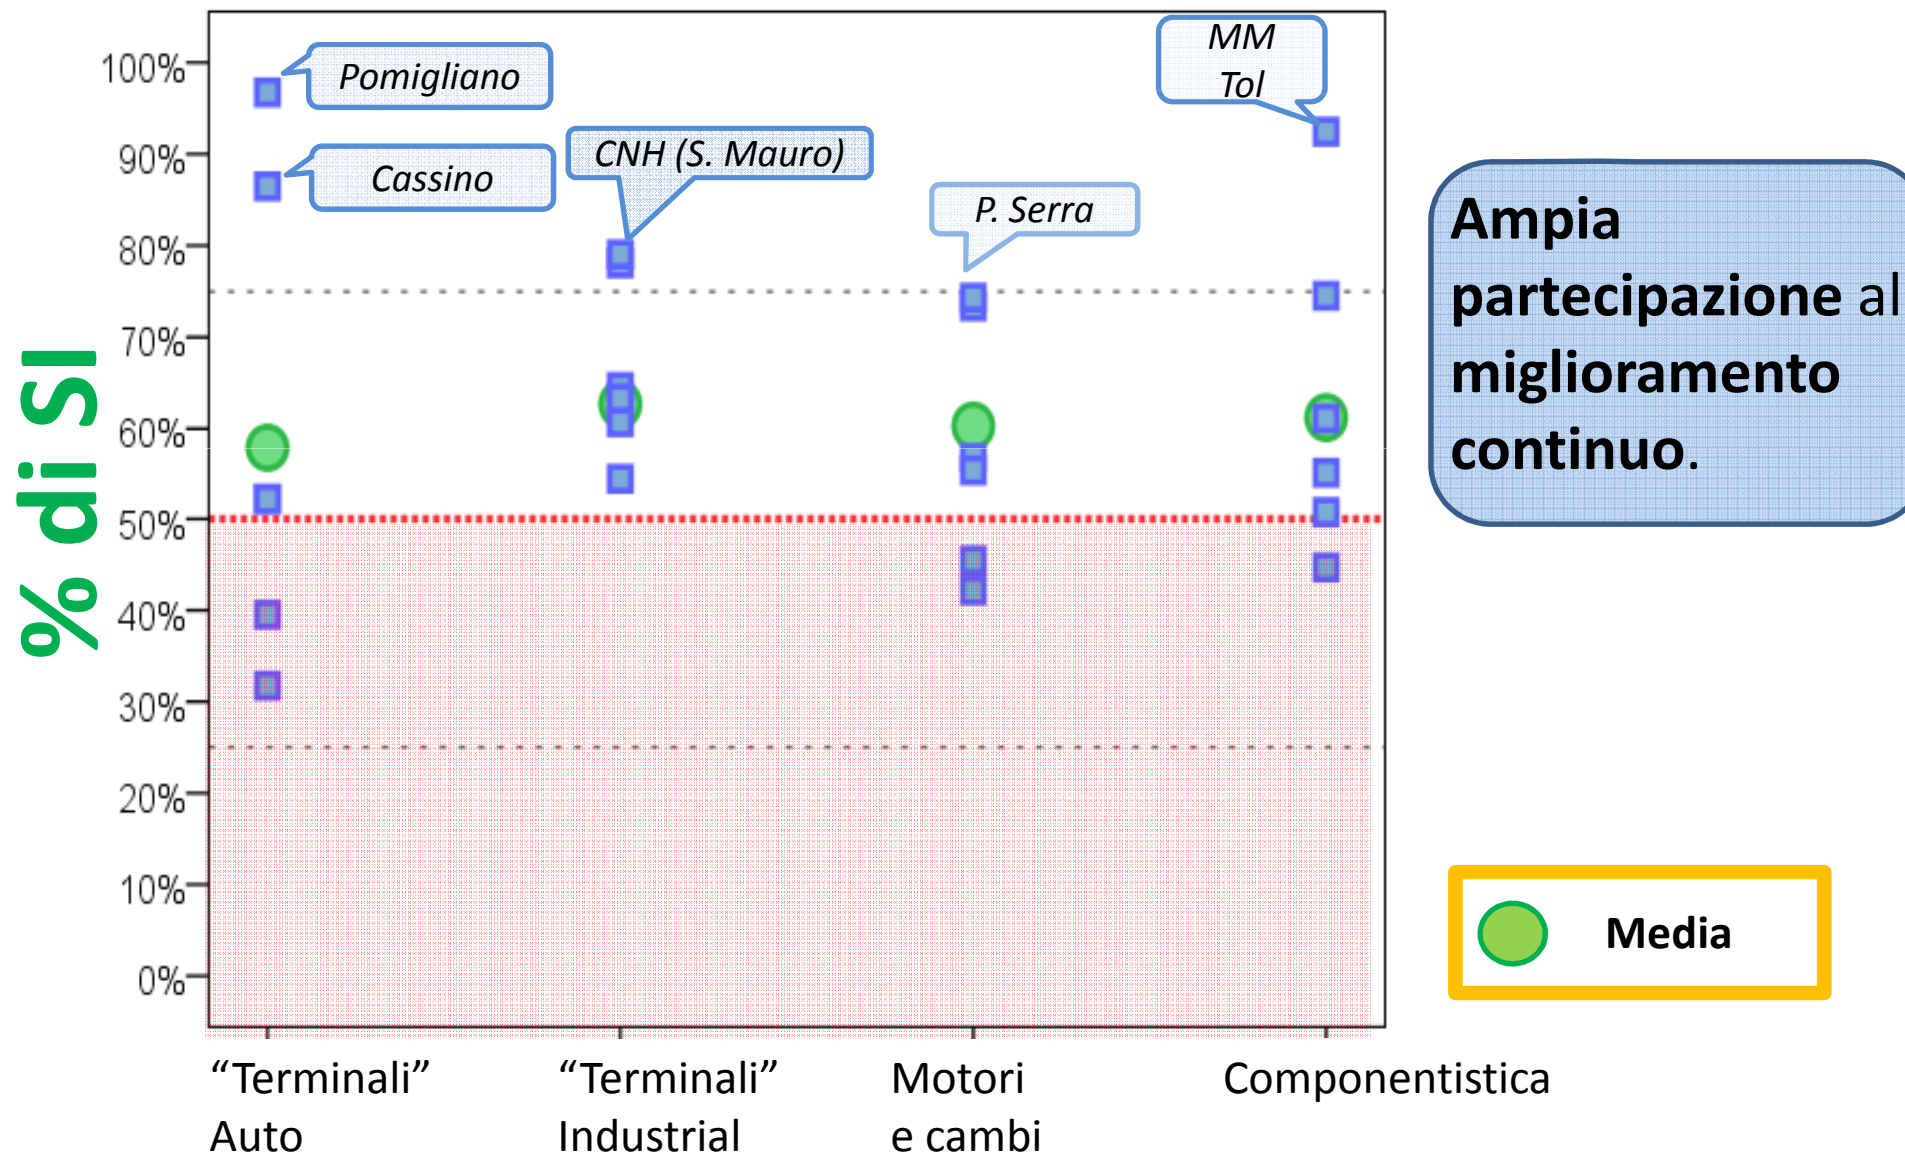 % di SI
100%
90%
80%
70%
60%
50%
40%
30%
20%
10%
0%
Pomigliano
Cassino
CNH (S. Mauro)
P. Serra
MM
Tol
“Terminali”
Auto
“Terminali”
Industrial
Motori
e cambi
Componentistica
Ampia
partecipazione al
miglioramento
continuo.
Media